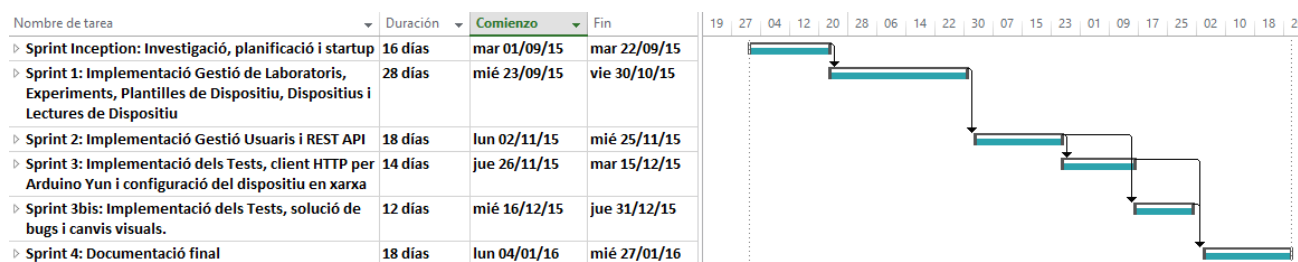 Nombre de tarea Duración Comienzo Fin 19 27 04 12 20 28 06 14 22 30 07 15 23 01 09 17 25 02 10 18 2
Sprint Inception: Investigació, planificació i startup 16 días mar 01/09/15 mar 22/09/15
Sprint 1: Implementació Gestió de Laboratoris, 28 días mié 23/09/15 vie 30/10/15
Experiments, Plantilles de Dispositiu, Dispositius i
Lectures de Dispositiu
Sprint 2: Implementació Gestió Usuaris i REST API 18 días lun 02/11/15 mié 25/11/15
Sprint 3: Implementació dels Tests, client HTTP per 14 días jue 26/11/15 mar 15/12/15
Arduino Yun i configuració del dispositiu en xarxa
Sprint 3bis: Implementació dels Tests, solució de 12 días mié 16/12/15 jue 31/12/15
bugs i canvis visuals.
Sprint 4: Documentació final 18 días lun 04/01/16 mié 27/01/16